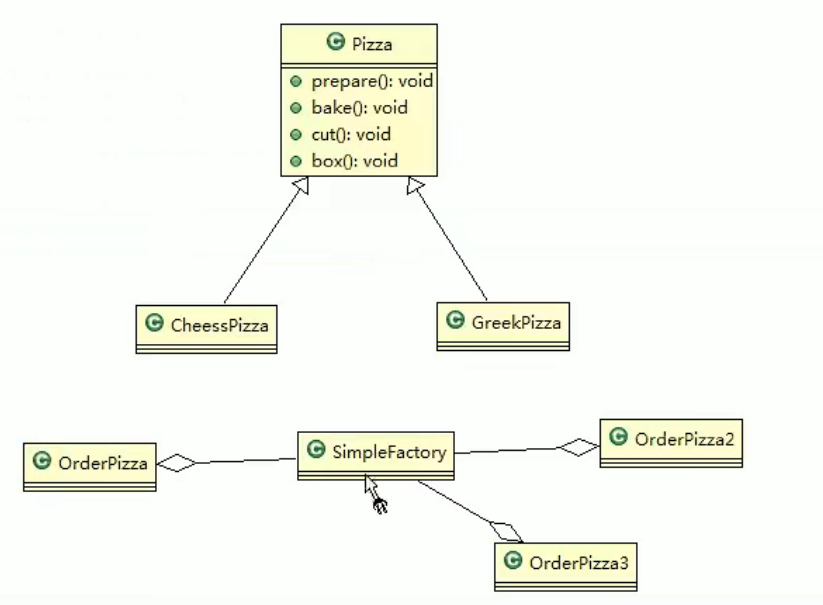 Pizza
prepare(): void
bake(): void
cut(): void
box(): void
CheessPizza
GreekPizza
OrderPizza
SimpleFactory
OrderPizza2
OrderPizza3